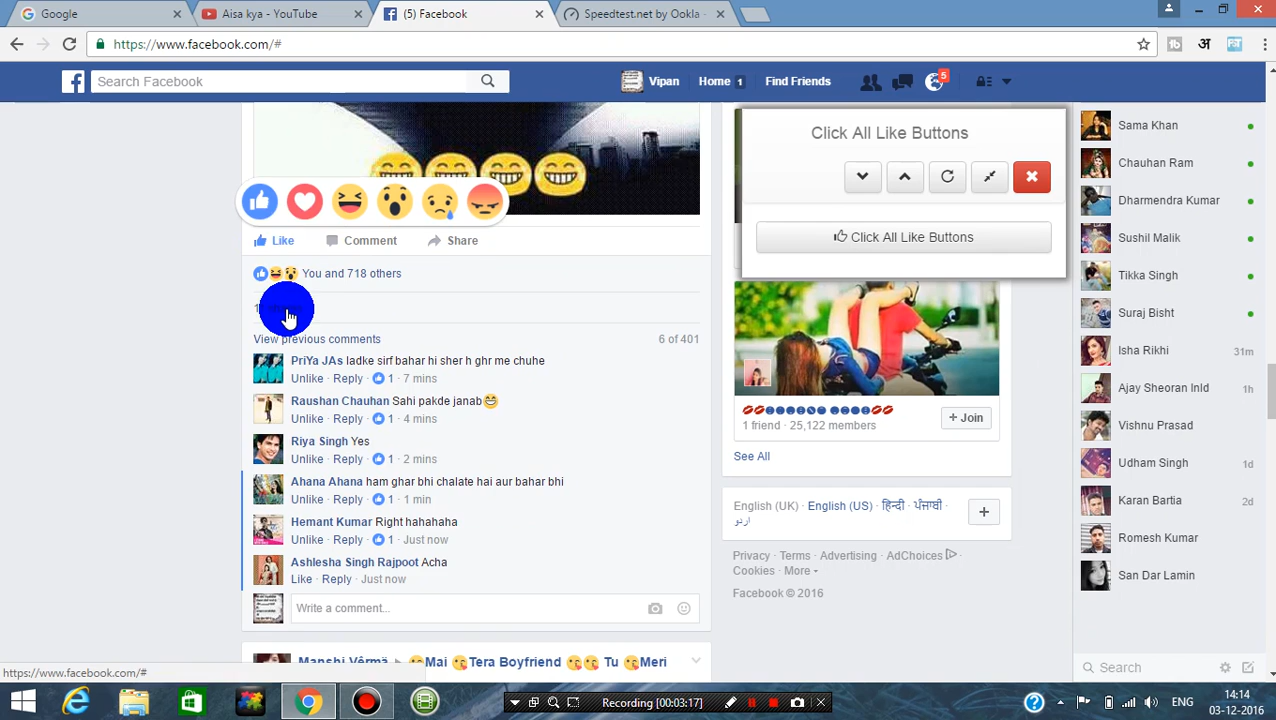 Google
Aisa kya - YouTube
(5) Facebook
Speedtest.net by Ookla -
https://www.facebook.com/#
अ
Search Facebook
Vipan
Home 1
Find Friends
5
Click All Like Buttons
Click All Like Buttons
Like
Comment
Share
You and 718 others
View previous comments
6 of 401
PriYa JAs ladke sirf bahar hi sher h ghr me chuhe
Unlike · Reply · 1 · 7 mins
Raushan Chauhan Sahi pakde janab
Unlike · Reply · 1 · 4 mins
Riya Singh Yes
Unlike · Reply · 1 · 2 mins
Ahana Ahana ham ghar bhi chalate hai aur bahar bhi
Unlike · Reply · 1 · 1 min
Hemant Kumar Right hahahaha
Unlike · Reply · 1 · Just now
Ashlesha Singh Rajpoot Acha
Like · Reply · Just now
Write a comment...
Manshi Vêrmä Mai Tera Boyfriend Tu Meri
1 friend · 25,122 members
+ Join
See All
English (UK) · English (US) · हिन्दी · ਪੰਜਾਬੀ ·
اردو
Privacy · Terms · Advertising · AdChoices ·
Cookies · More
Facebook © 2016
Sama Khan
Chauhan Ram
Dharmendra Kumar
Sushil Malik
Tikka Singh
Suraj Bisht
Isha Rikhi 31m
Ajay Sheoran Inld 1h
Vishnu Prasad
Udham Singh 1d
Karan Bartia 2d
Romesh Kumar
San Dar Lamin
Search
https://www.facebook.com/#
Recording [00:03:17]
ENG
14:14
03-12-2016